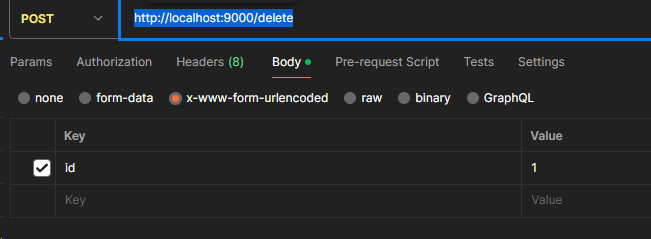 POST http://localhost:9000/delete
Params Authorization Headers (8) Body Pre-request Script Tests Settings
none form-data x-www-form-urlencoded raw binary GraphQL
Key Value
id 1
Key Value